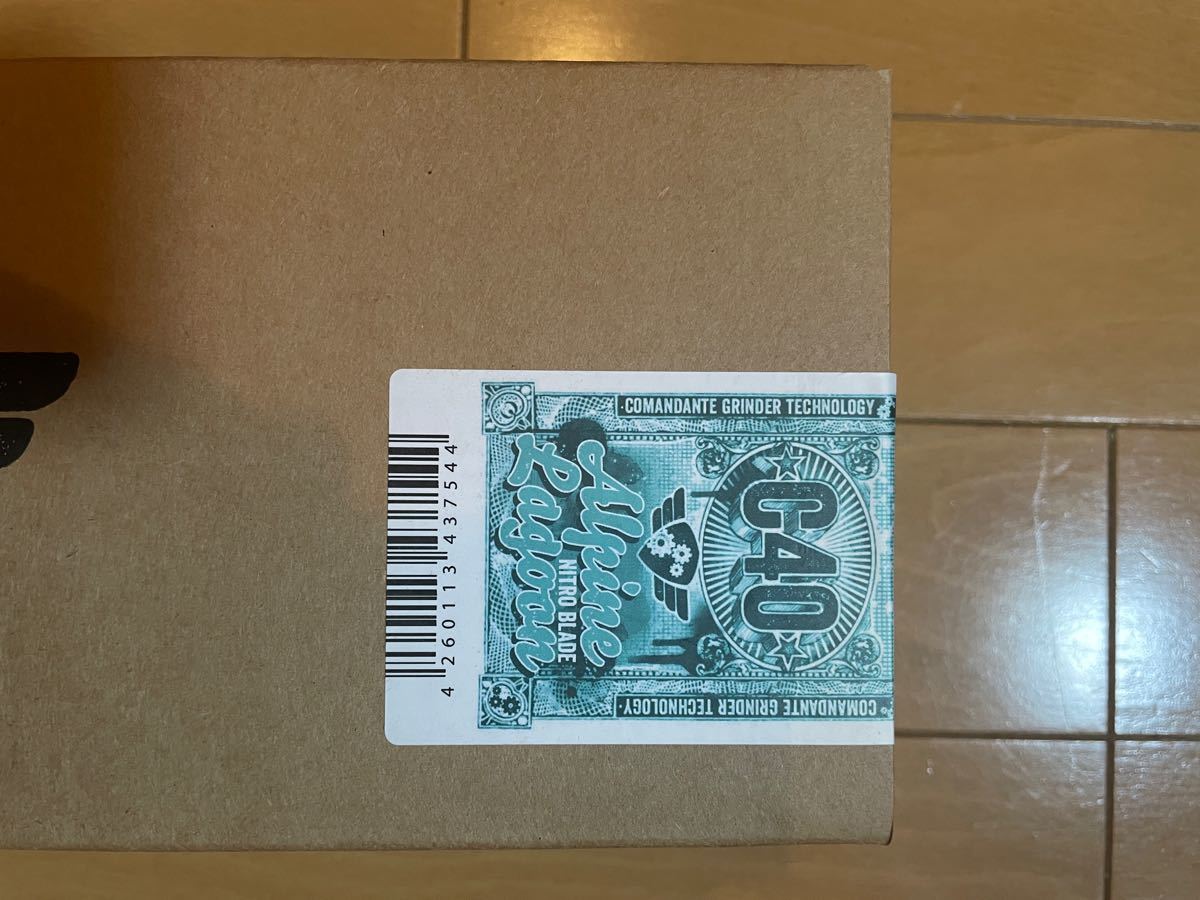 COMANDANTE GRINDER TECHNOLOGY
C40
Alpine
NITRO BLADE
Lagoon
COMANDANTE GRINDER TECHNOLOGY
4 260113 437544